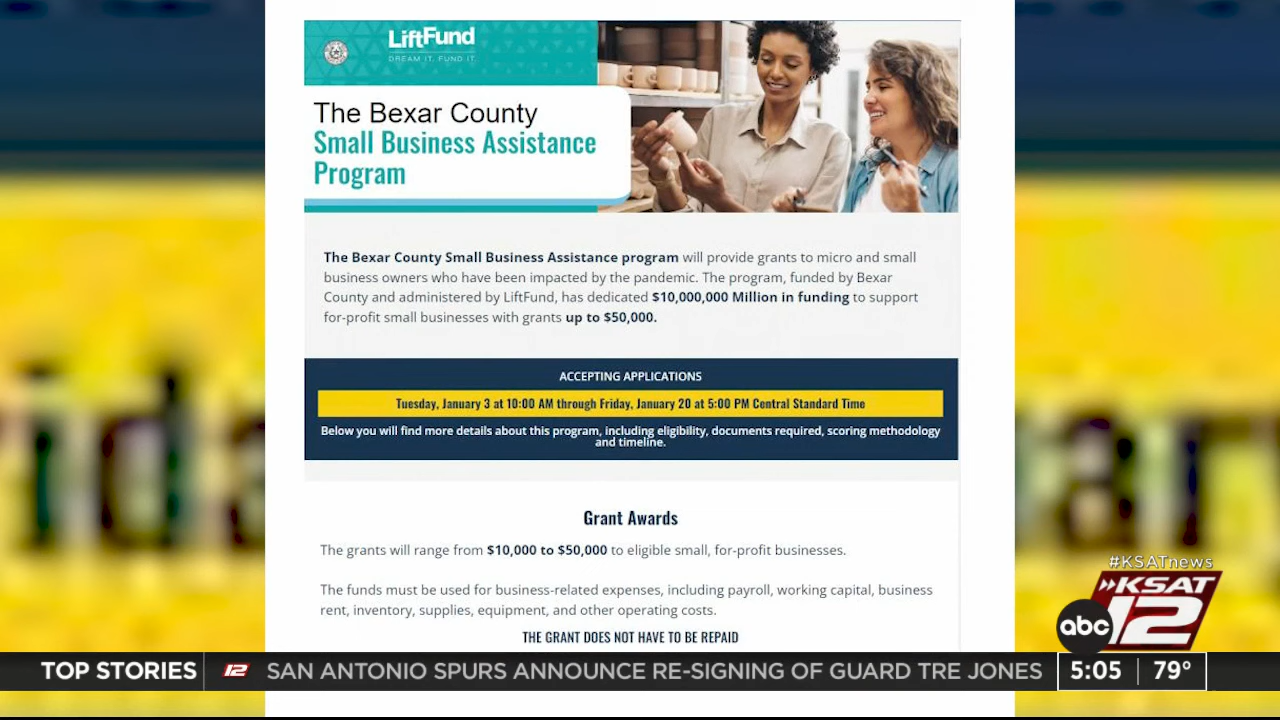 LiftFund
DREAM IT. FUND IT.
The Bexar County
Small Business Assistance
Program
The Bexar County Small Business Assistance program will provide grants to micro and small
business owners who have been impacted by the pandemic. The program, funded by Bexar
County and administered by LiftFund, has dedicated $10,000,000 Million in funding to support
for-profit small businesses with grants up to $50,000.
ACCEPTING APPLICATIONS
Tuesday, January 3 at 10:00 AM through Friday, January 20 at 5:00 PM Central Standard Time
Below you will find more details about this program, including eligibility, documents required, scoring methodology
and timeline.
Grant Awards
The grants will range from $10,000 to $50,000 to eligible small, for-profit businesses.
The funds must be used for business-related expenses, including payroll, working capital, business
rent, inventory, supplies, equipment, and other operating costs.
THE GRANT DOES NOT HAVE TO BE REPAID
#KSATnews
KSAT
abc 12
TOP STORIES 12 SAN ANTONIO SPURS ANNOUNCE RE-SIGNING OF GUARD TRE JONES 5:05 79°